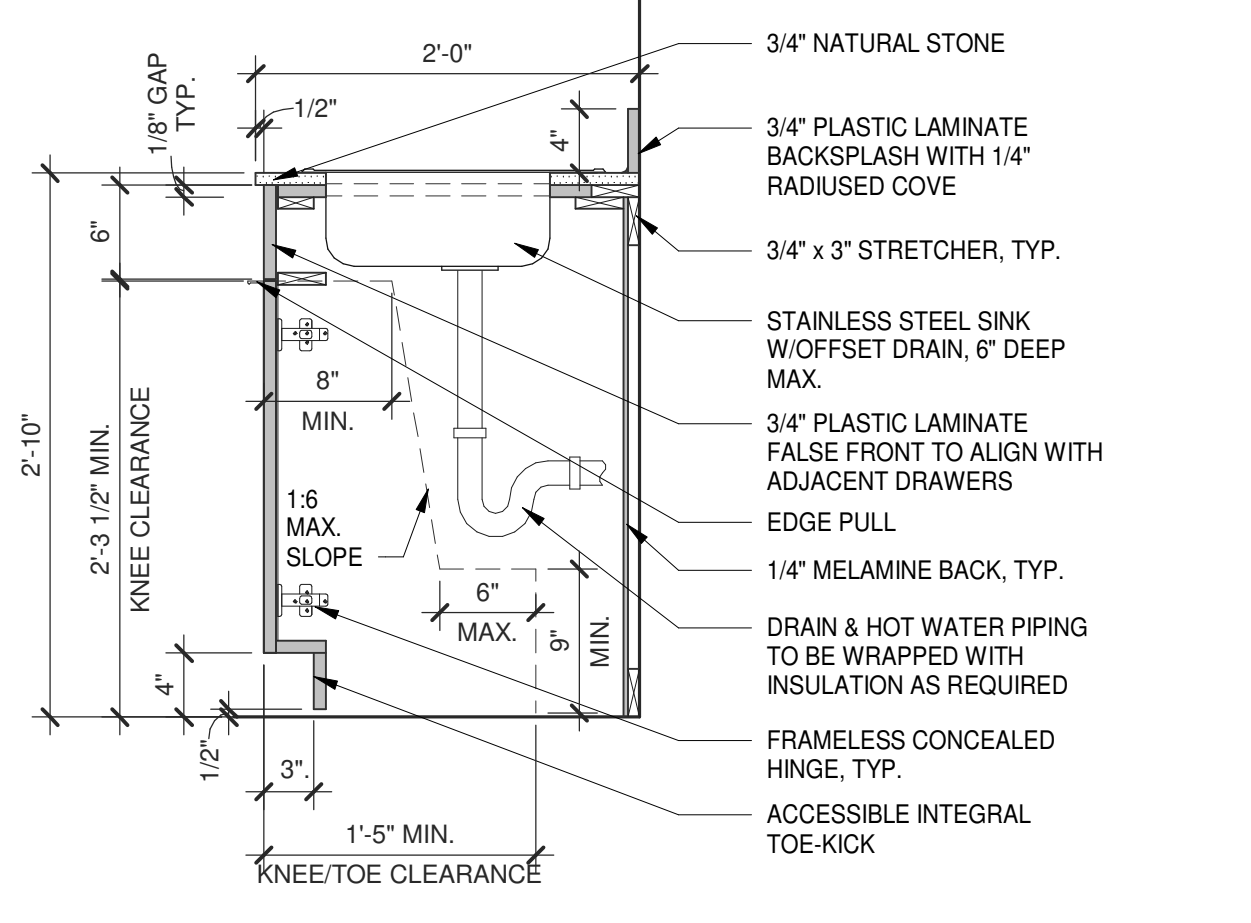 2'-0"
1/8" GAP
TYP.
1/2"
4"
6"
2'-10"
2'-3 1/2" MIN.
KNEE CLEARANCE
8"
MIN.
1:6
MAX.
SLOPE
6"
MAX.
9"
MIN.
4"
1/2"
3".
1'-5" MIN.
KNEE/TOE CLEARANCE
3/4" NATURAL STONE
3/4" PLASTIC LAMINATE
BACKSPLASH WITH 1/4"
RADIUSED COVE
3/4" x 3" STRETCHER, TYP.
STAINLESS STEEL SINK
W/OFFSET DRAIN, 6" DEEP
MAX.
3/4" PLASTIC LAMINATE
FALSE FRONT TO ALIGN WITH
ADJACENT DRAWERS
EDGE PULL
1/4" MELAMINE BACK, TYP.
DRAIN & HOT WATER PIPING
TO BE WRAPPED WITH
INSULATION AS REQUIRED
FRAMELESS CONCEALED
HINGE, TYP.
ACCESSIBLE INTEGRAL
TOE-KICK